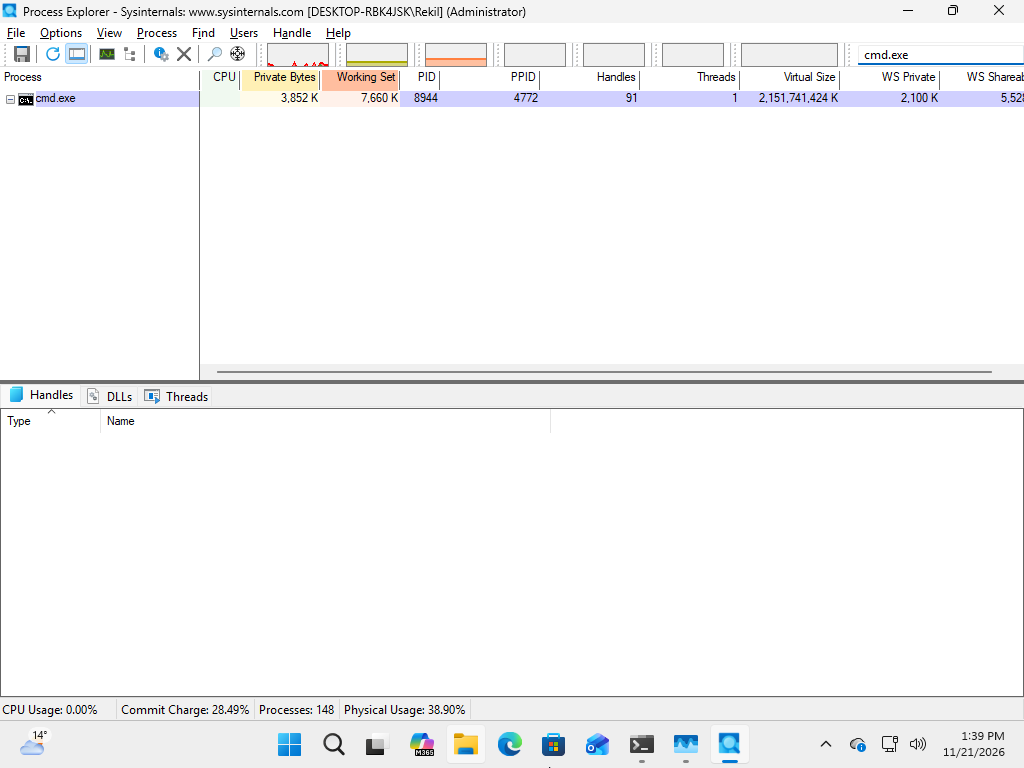 Process Explorer - Sysinternals: www.sysinternals.com [DESKTOP-RBK4JSK\Rekil] (Administrator)
File Options View Process Find Users Handle Help
cmd.exe
Process CPU Private Bytes Working Set PID PPID Handles Threads Virtual Size WS Private WS Shareab
cmd.exe 3,852 K 7,660 K 8944 4772 91 1 2,151,741,424 K 2,100 K 5,528
Handles DLLs Threads
Type Name
CPU Usage: 0.00% Commit Charge: 28.49% Processes: 148 Physical Usage: 38.90%
14°
M365
1:39 PM
11/21/2026